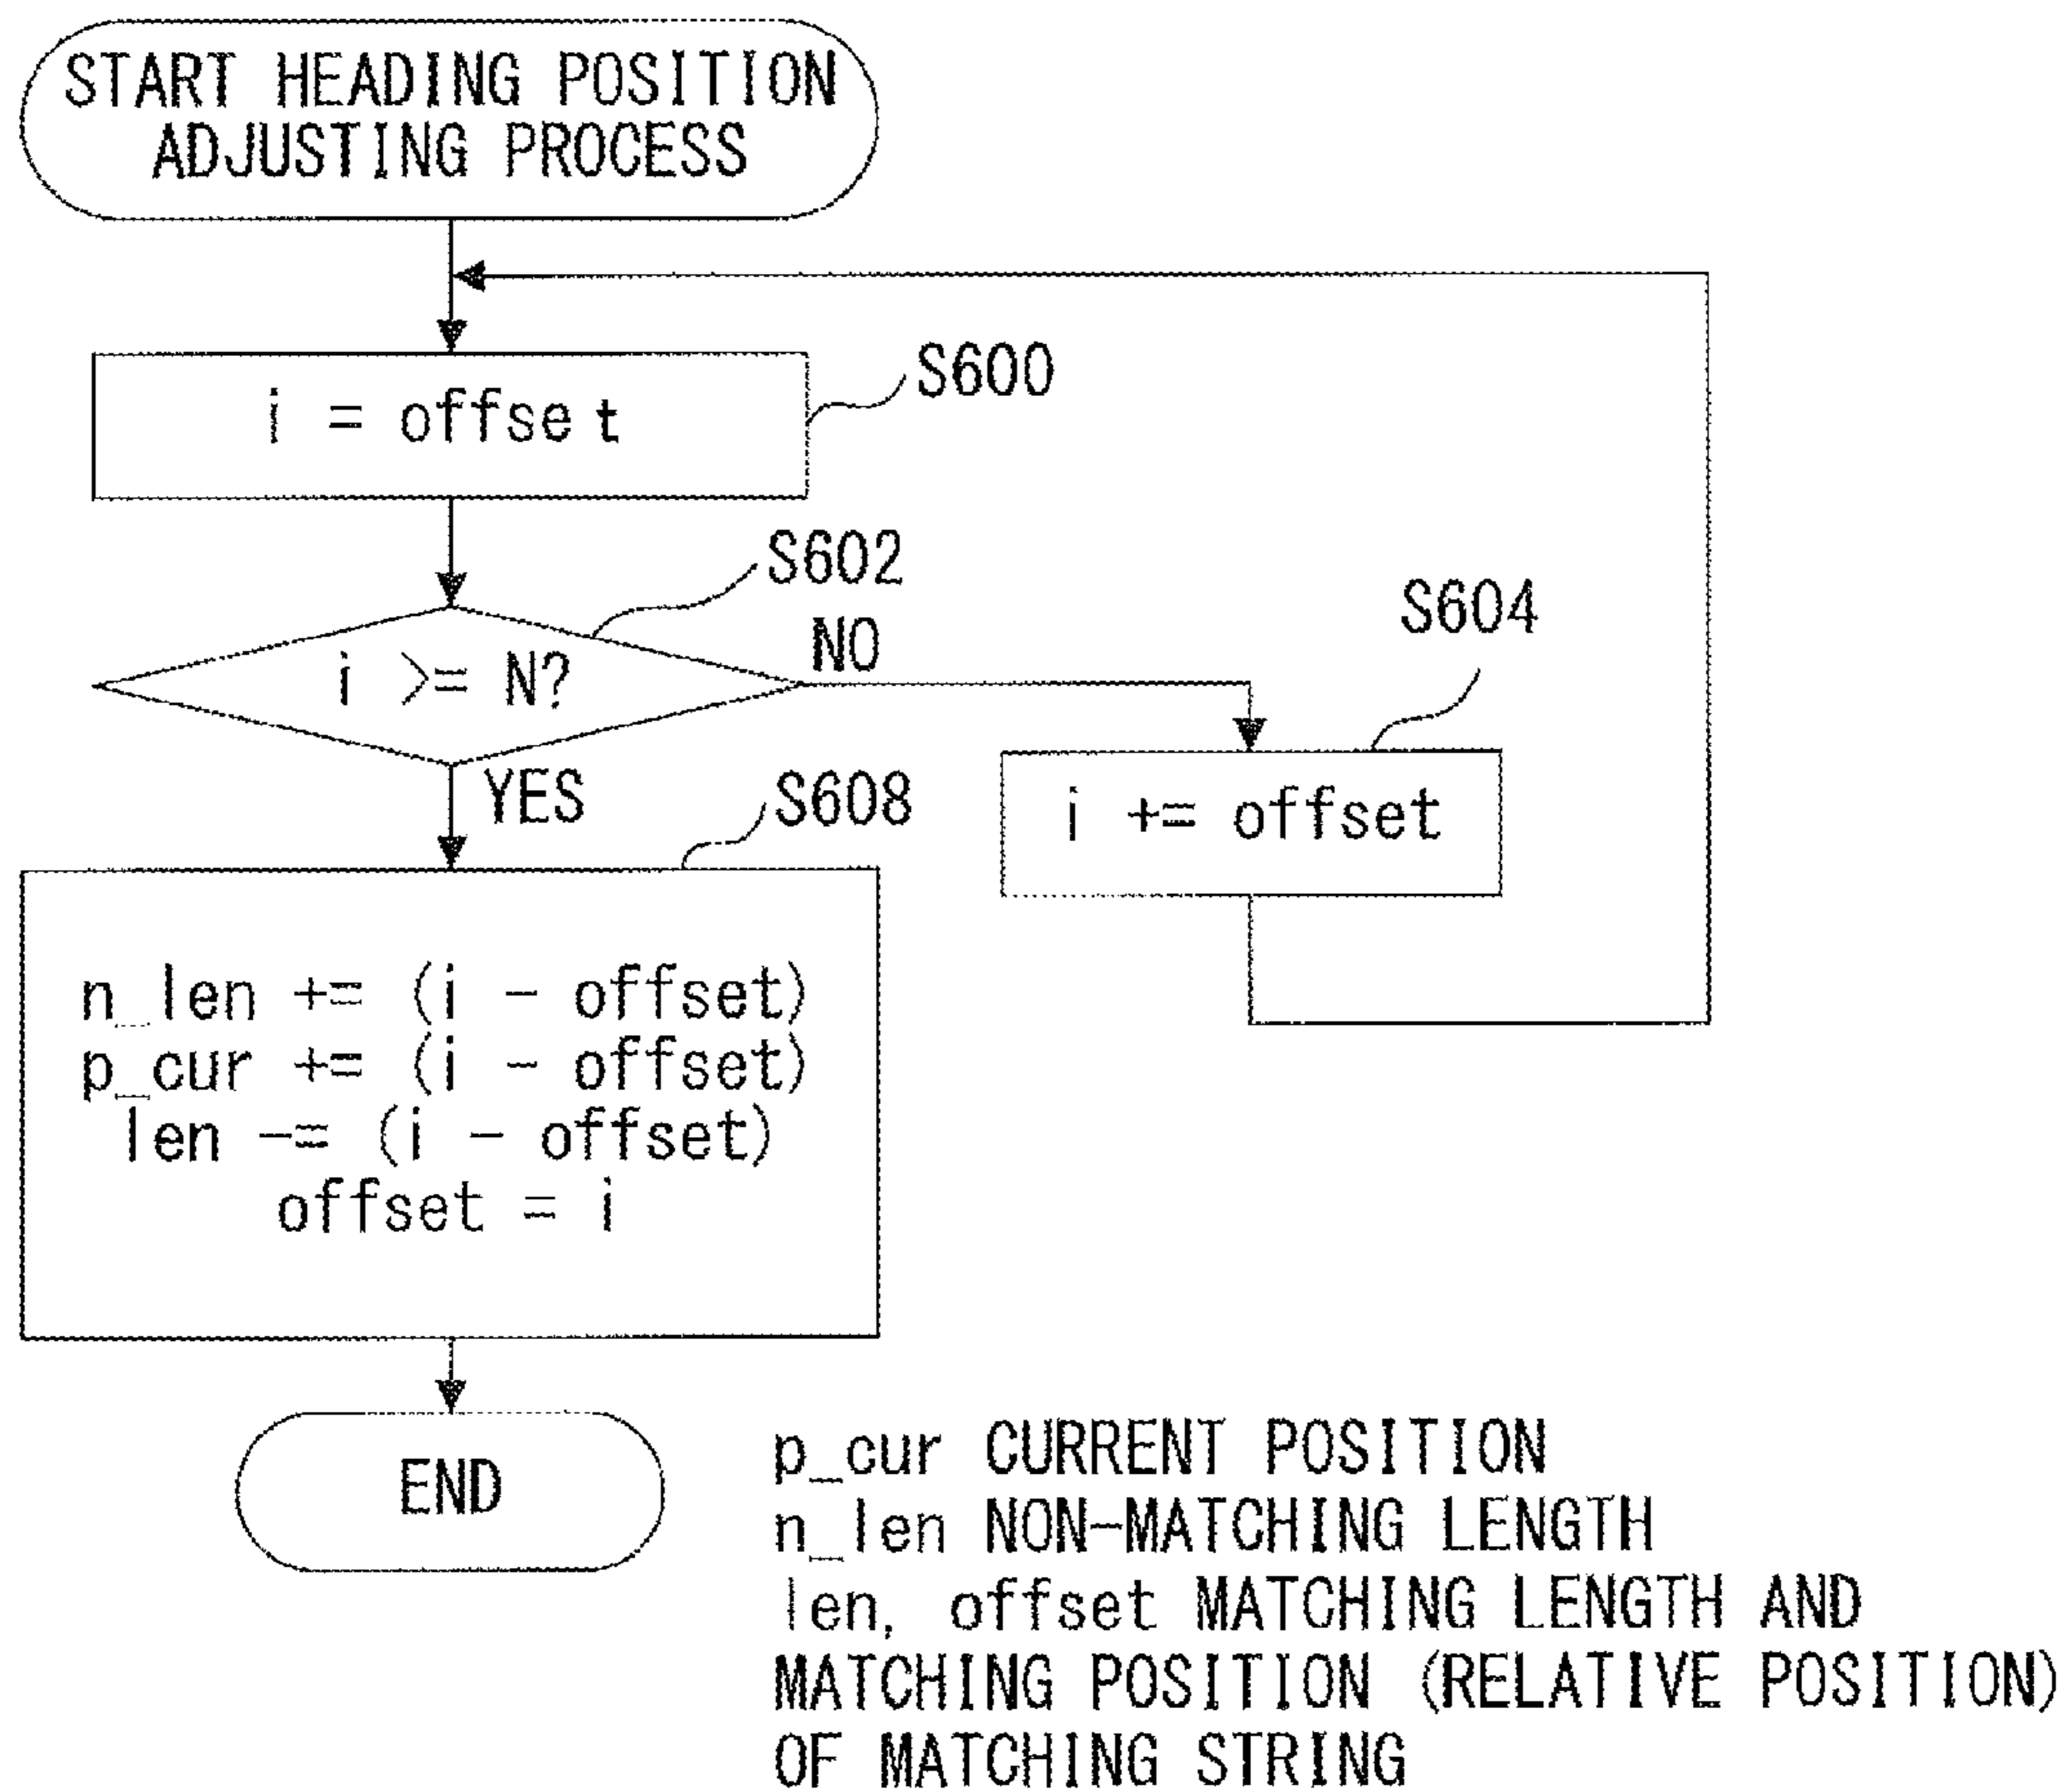 START HEADING POSITION
ADJUSTING PROCESS
i = offset
S600
i >= N?
S602
NO
YES
S604
i += offset
S608
n_len += (i - offset)
p_cur += (i - offset)
len -= (i - offset)
offset = i
END
p_cur CURRENT POSITION
n_len NON-MATCHING LENGTH
len, offset MATCHING LENGTH AND
MATCHING POSITION (RELATIVE POSITION)
OF MATCHING STRING